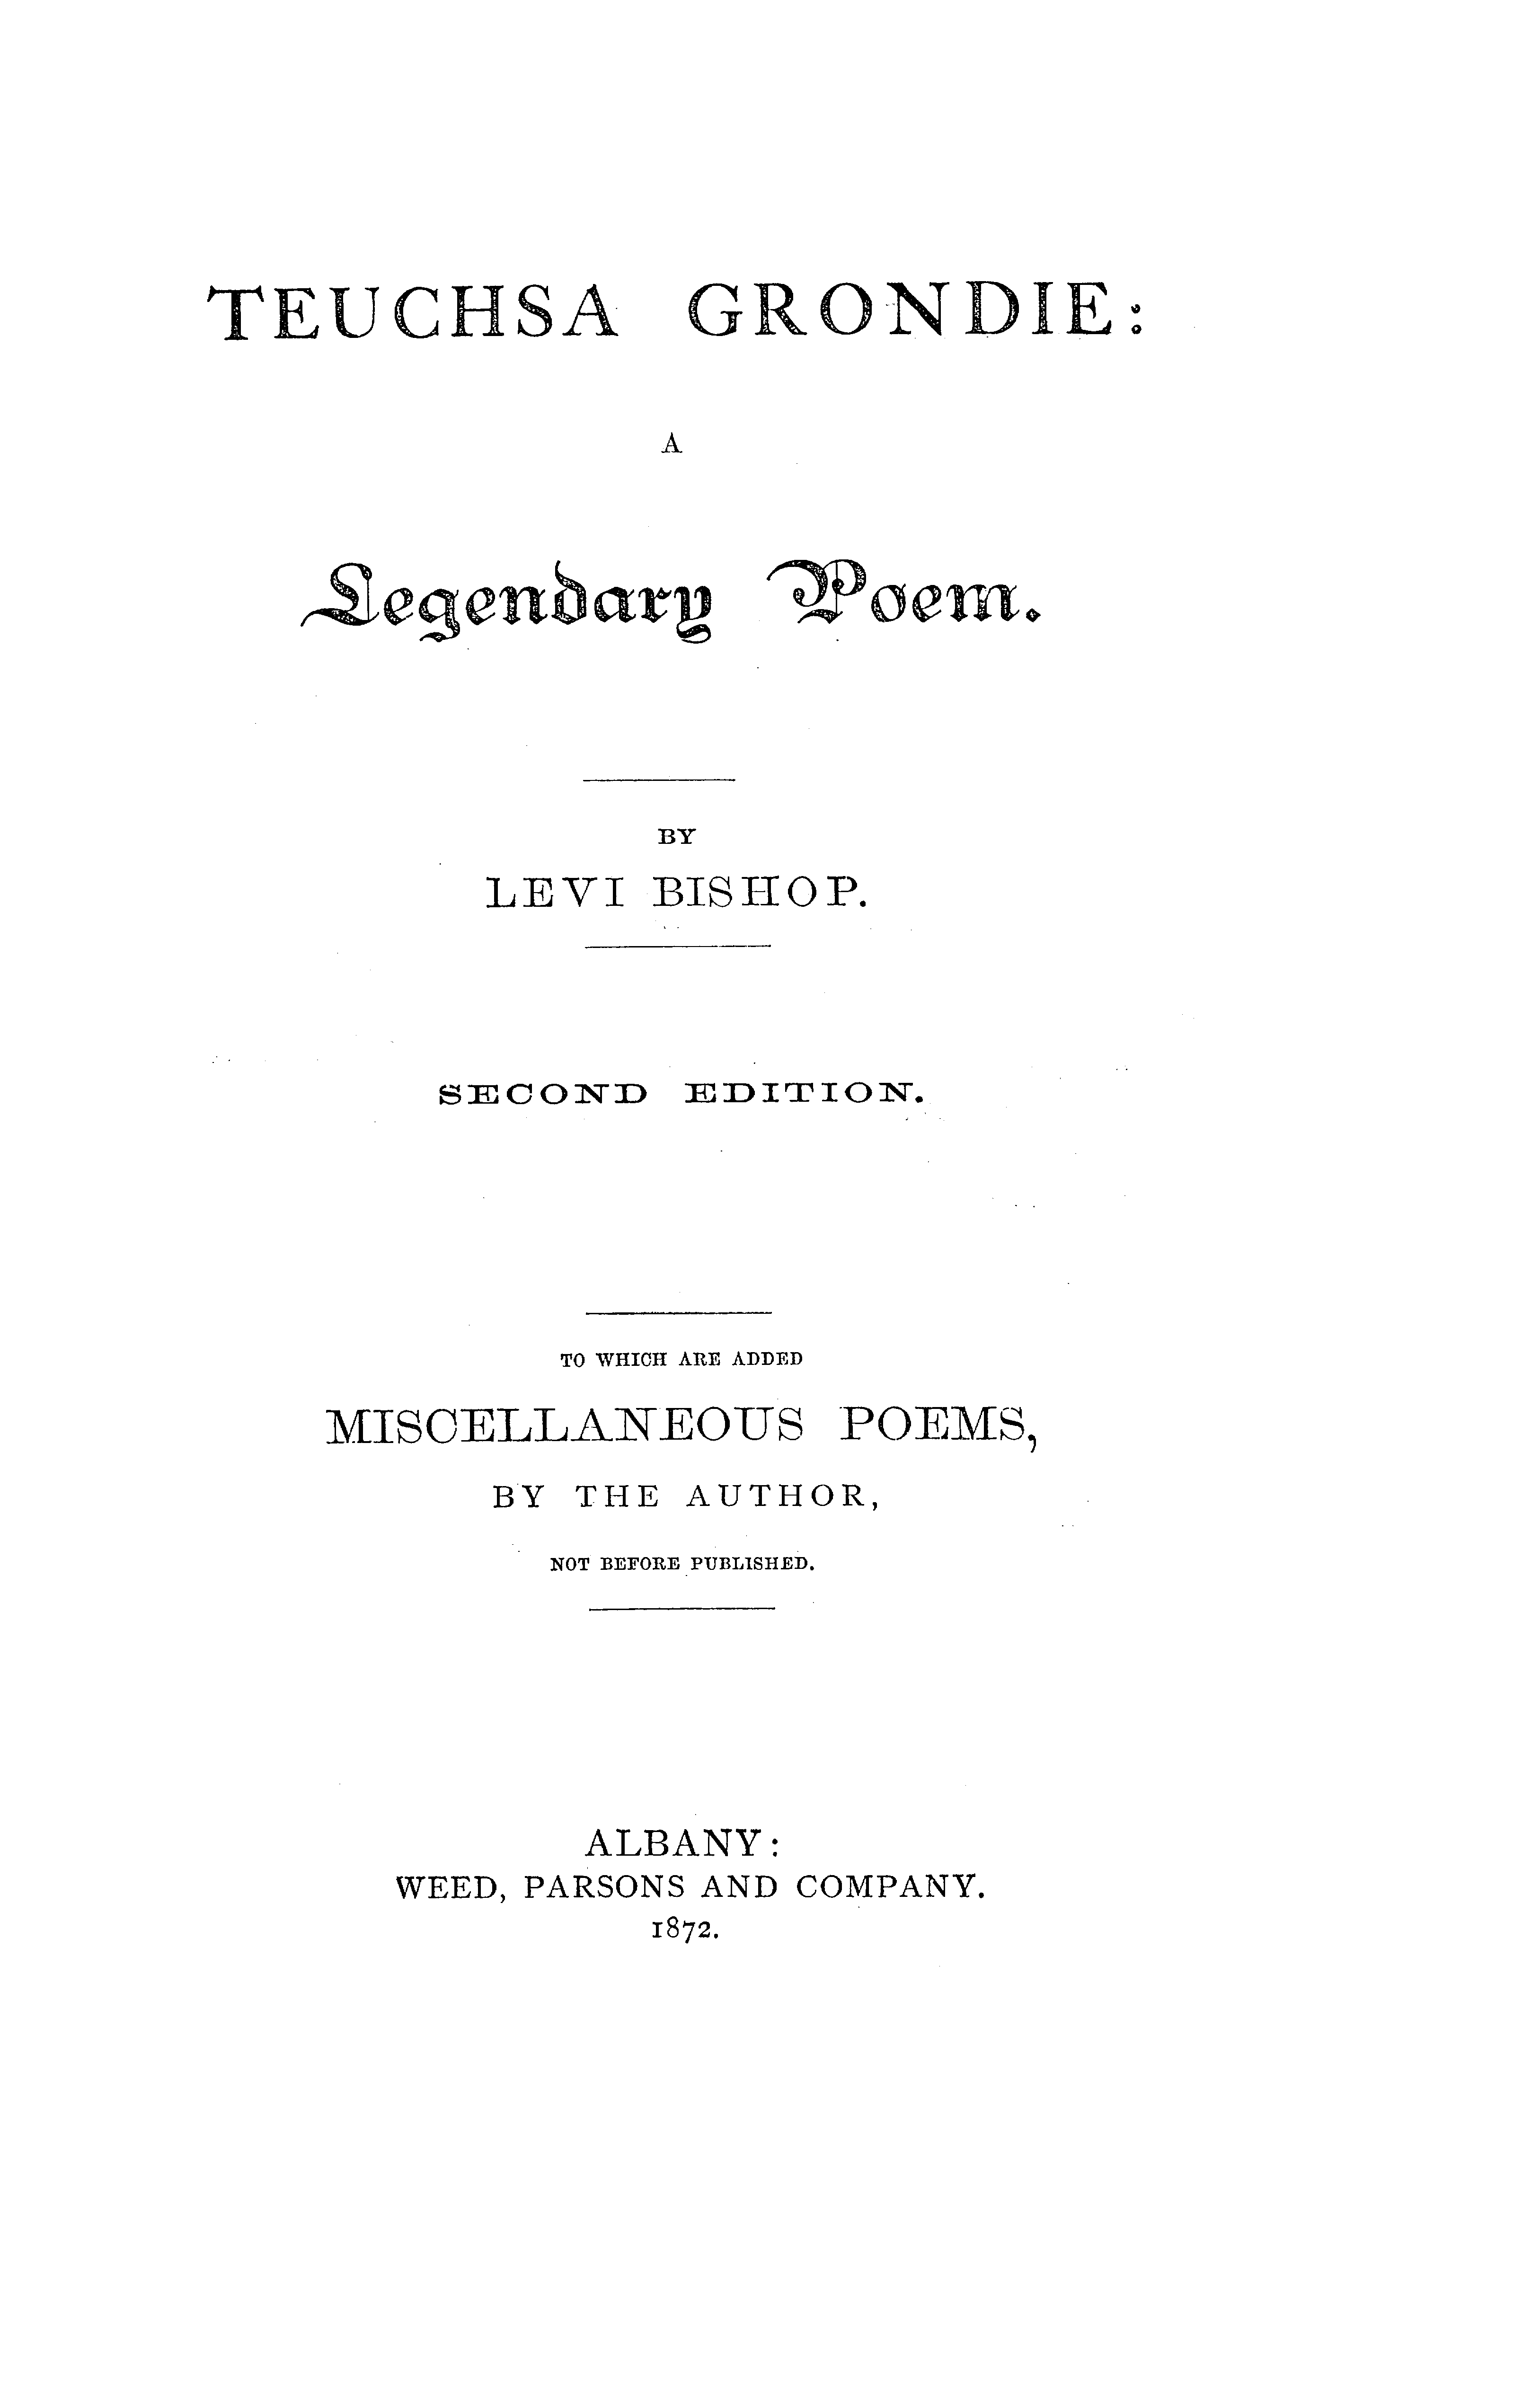 TEUCHSA GRONDIE:
A
Legendary Poem.
BY
LEVI BISHOP.
SECOND EDITION.
TO WHICH ARE ADDED
MISCELLANEOUS POEMS,
BY THE AUTHOR,
NOT BEFORE PUBLISHED.
ALBANY:
WEED, PARSONS AND COMPANY.
1872.